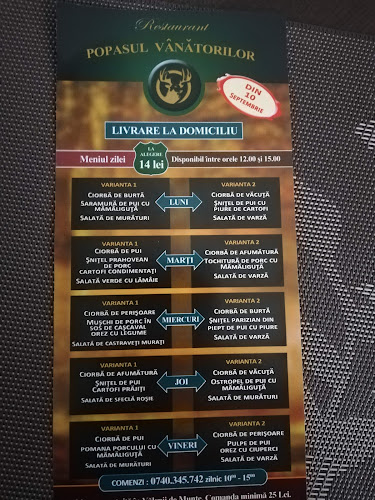 Restaurant
POPASUL VÂNĂTORILOR
DIN
10
SEPTEMBRIE
LIVRARE LA DOMICILIU
Meniul zilei
LA
ALEGERE
14 lei
Disponibil între orele 12.00 și 15.00
LUNI
VARIANTA 1
CIORBĂ DE BURTĂ
SARAMURĂ DE PUI CU
MĂMĂLIGUȚĂ
SALATĂ DE MURĂTURI
VARIANTA 2
CIORBĂ DE VĂCUȚĂ
ȘNIȚEL DE PUI CU
PIURE DE CARTOFI
SALATĂ DE VARZĂ
MARȚI
VARIANTA 1
CIORBĂ DE PUI
ȘNIȚEL PRAHOVEAN
DE PORC
CARTOFI CONDIMENTAȚI
SALATĂ VERDE CU LĂMÂIE
VARIANTA 2
CIORBĂ DE AFUMĂTURĂ
TOCHITURĂ DE PORC CU
MĂMĂLIGUȚĂ
SALATĂ DE VARZĂ
MIERCURI
VARIANTA 1
CIORBĂ DE PERIȘOARE
MUȘCHI DE PORC ÎN
SOS DE CAȘCAVAL
OREZ CU LEGUME
SALATĂ DE CASTRAVEȚI MURAȚI
VARIANTA 2
CIORBĂ DE BURTĂ
ȘNIȚEL PARIZIAN DIN
PIEPT DE PUI CU PIURE
SALATĂ DE VARZĂ
JOI
VARIANTA 1
CIORBĂ DE AFUMĂTURĂ
ȘNIȚEL DE PUI
CARTOFI PRĂJIȚI
SALATĂ DE SFECLĂ ROȘIE
VARIANTA 2
CIORBĂ DE VĂCUȚĂ
OSTROPEL DE PUI CU
MĂMĂLIGUȚĂ
SALATĂ DE MURĂTURI
VINERI
VARIANTA 1
CIORBĂ DE PUI
POMANA PORCULUI CU
MĂMĂLIGUȚĂ
SALATĂ DE MURĂTURI
VARIANTA 2
CIORBĂ DE PERIȘOARE
PULPE DE PUI
OREZ CU CIUPERCI
SALATĂ DE VARZĂ
COMENZI : 0740.345.742 zilnic 10⁰⁰ - 15⁰⁰
Vălenii de Munte. Comanda minimă 25 Lei.